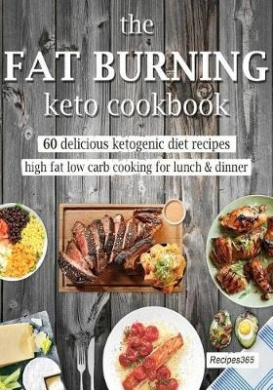 the
FAT BURNING
keto cookbook
60 delicious ketogenic diet recipes
high fat low carb cooking for lunch & dinner
Recipes365